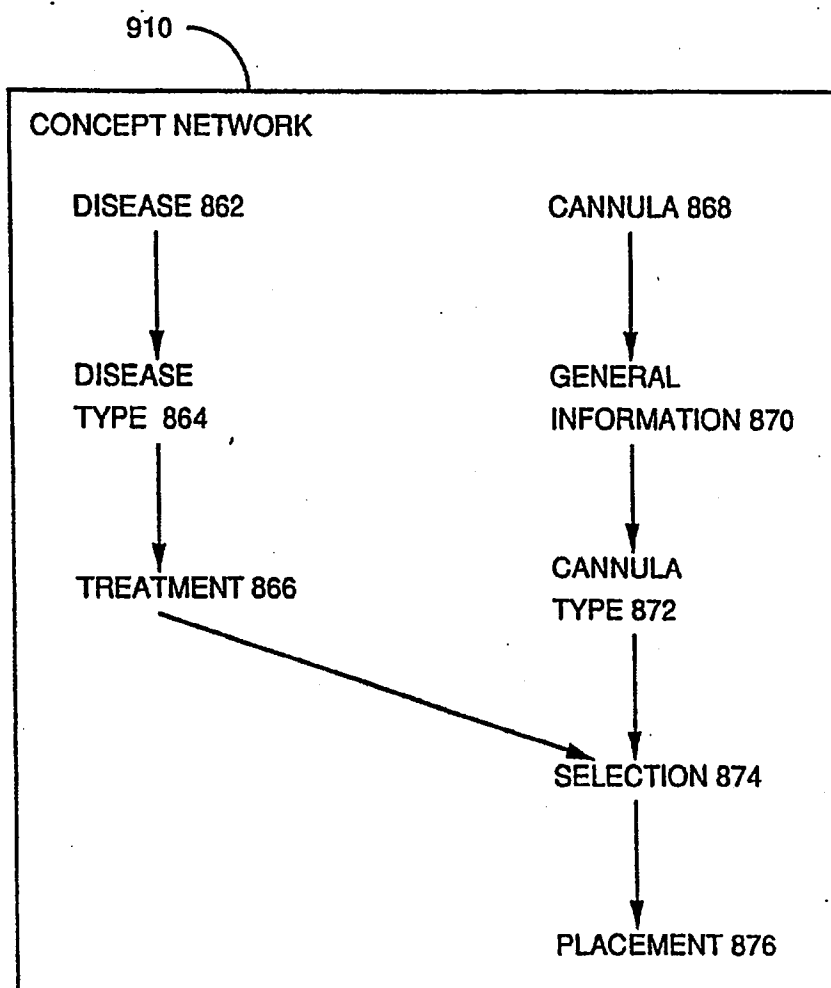 910
CONCEPT NETWORK
DISEASE 862
CANNULA 868
DISEASE
TYPE 864
GENERAL
INFORMATION 870
TREATMENT 866
CANNULA
TYPE 872
SELECTION 874
PLACEMENT 876